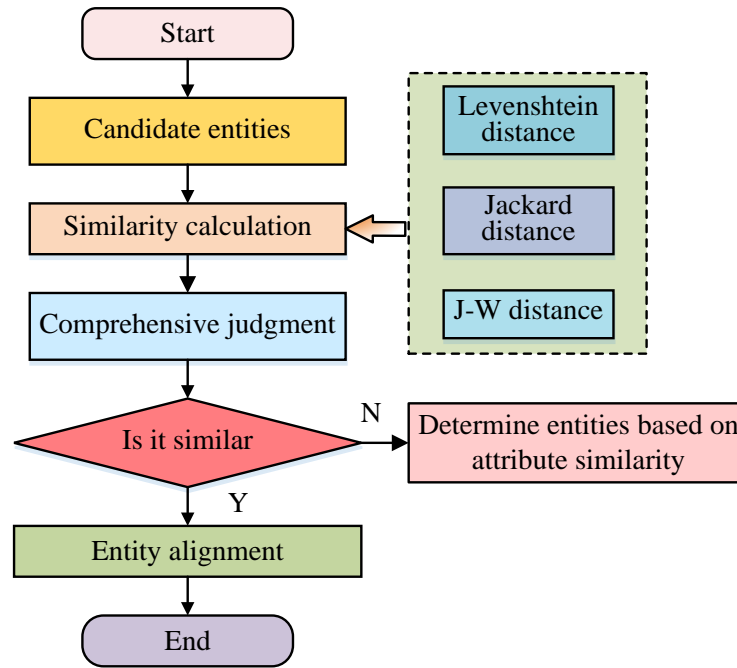 Start
Candidate entities
Similarity calculation
Comprehensive judgment
Is it similar
N
Y
Entity alignment
End
Levenshtein
distance
Jackard
distance
J-W distance
Determine entities based on
attribute similarity